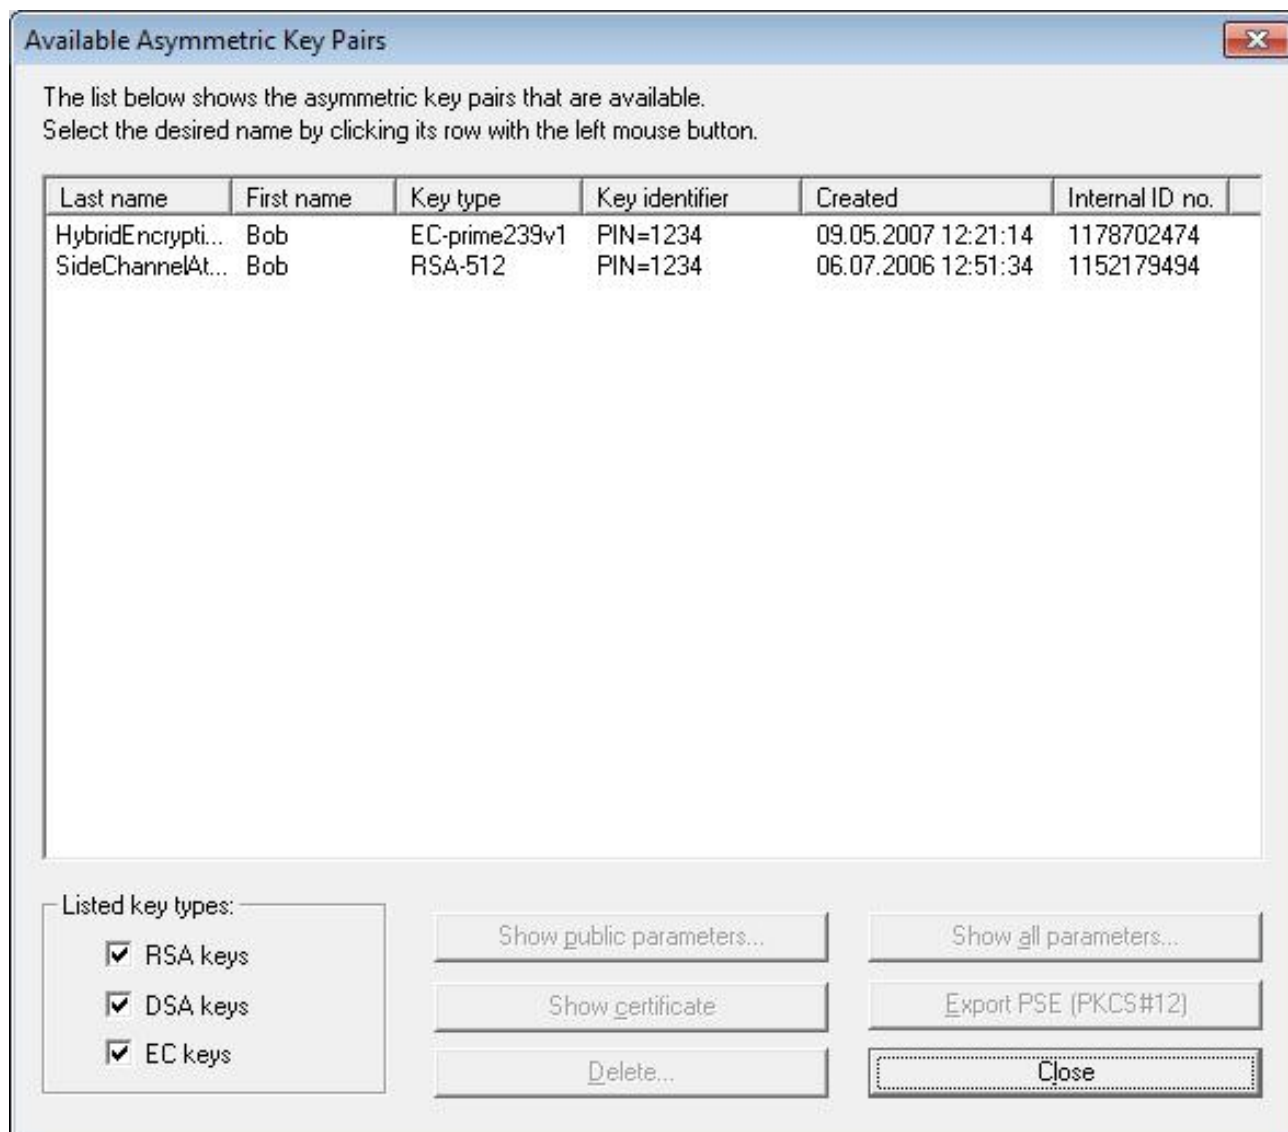 Available Asymmetric Key Pairs
The list below shows the asymmetric key pairs that are available.
Select the desired name by clicking its row with the left mouse button.
Last name First name Key type Key identifier Created Internal ID no.
HybridEncrypti... Bob EC-prime239v1 PIN=1234 09.05.2007 12:21:14 1178702474
SideChannelAt... Bob RSA-512 PIN=1234 06.07.2006 12:51:34 1152179494
Listed key types:
RSA keys
DSA keys
EC keys
Show public parameters... Show all parameters...
Show certificate Export PSE (PKCS#12)
Delete... Close